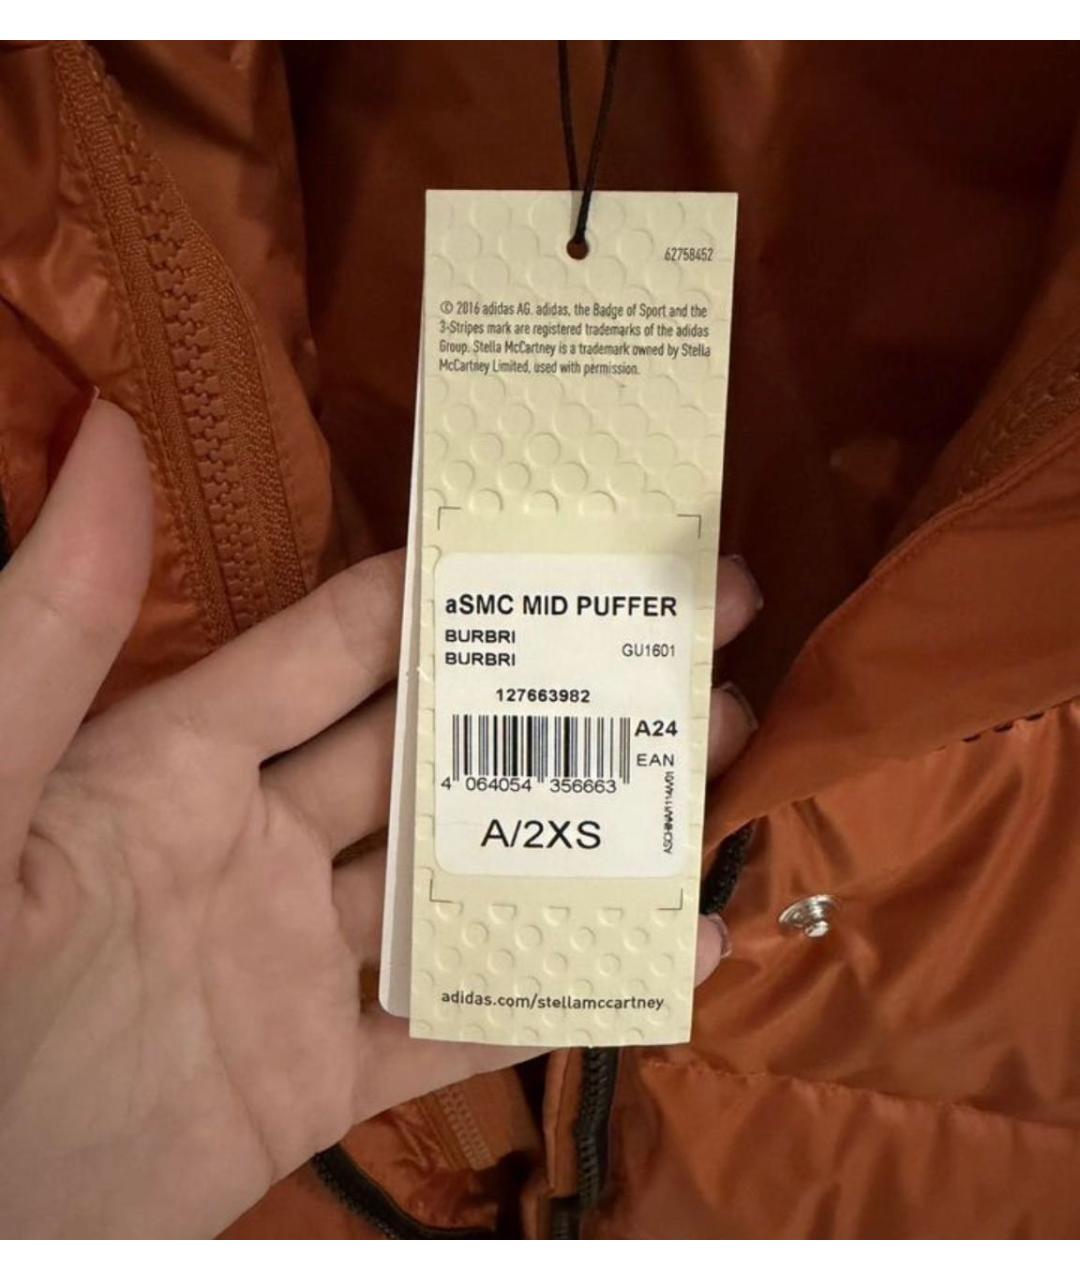 62758452
© 2016 adidas AG. adidas, the Badge of Sport and the
3-Stripes mark are registered trademarks of the adidas
Group. Stella McCartney is a trademark owned by Stella
McCartney Limited, used with permission.
aSMC MID PUFFER
BURBRI
BURBRI
GU1601
127663982
A24
EAN
4 064054 356663
A/2XS
adidas.com/stellamccartney